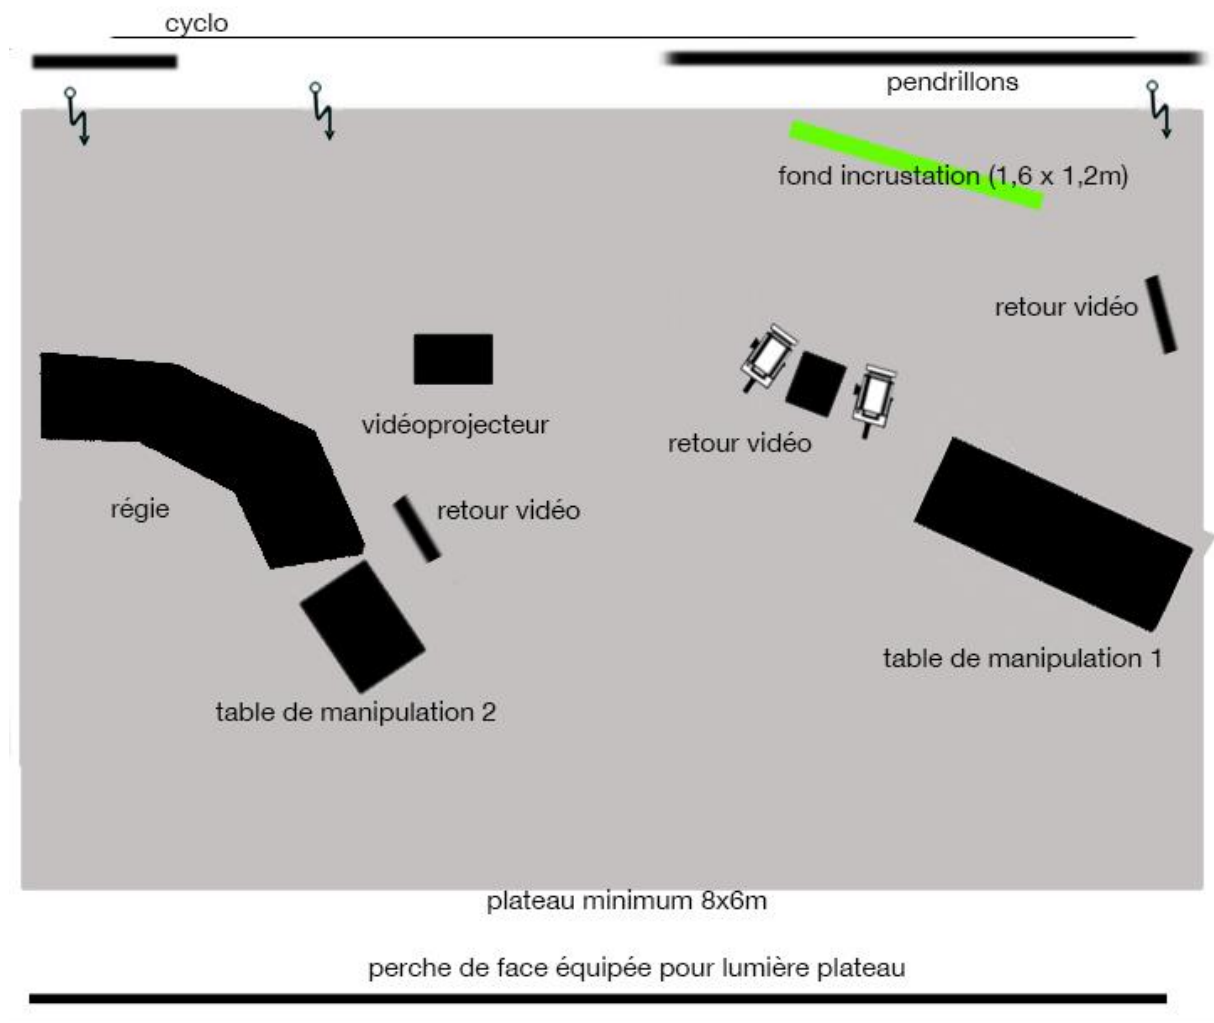 cyclo
pendrillons
fond incrustation (1,6 x 1,2m)
retour vidéo
vidéoprojecteur
retour vidéo
régie
retour vidéo
table de manipulation 1
table de manipulation 2
plateau minimum 8x6m
perche de face équipée pour lumière plateau